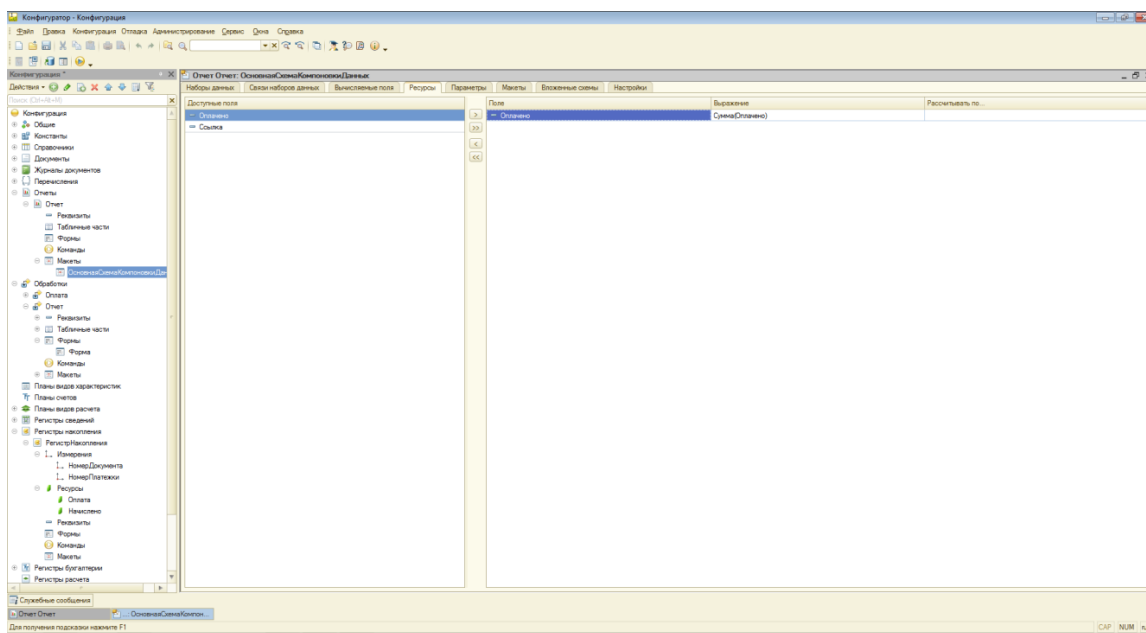 Конфигуратор - Конфигурация
Файл Правка Конфигурация Отладка Администрирование Сервис Окна Справка
Конфигурация *
Действия
Поиск (Ctrl+Alt+M)
Конфигурация
Общие
Константы
Справочники
Документы
Журналы документов
Перечисления
Отчеты
Отчет
Реквизиты
Табличные части
Формы
Команды
Макеты
ОсновнаяСхемаКомпоновкиДан
Обработки
Оплата
Отчет
Реквизиты
Табличные части
Формы
Форма
Команды
Макеты
Планы видов характеристик
Планы счетов
Планы видов расчета
Регистры сведений
Регистры накопления
РегистрНакопления
Измерения
НомерДокумента
НомерПлатежки
Ресурсы
Оплата
Начислено
Реквизиты
Формы
Команды
Макеты
Регистры бухгалтерии
Регистры расчета
Отчет Отчет: ОсновнаяСхемаКомпоновкиДанных
Наборы данных Связи наборов данных Вычисляемые поля Ресурсы Параметры Макеты Вложенные схемы Настройки
Доступные поля
Оплачено
Ссылка
>
>>
<
<<
Поле Выражение Рассчитывать по...
Оплачено Сумма(Оплачено)
Служебные сообщения
Отчет Отчет ...: ОсновнаяСхемаКомпон...
Для получения подсказки нажмите F1 CAP NUM